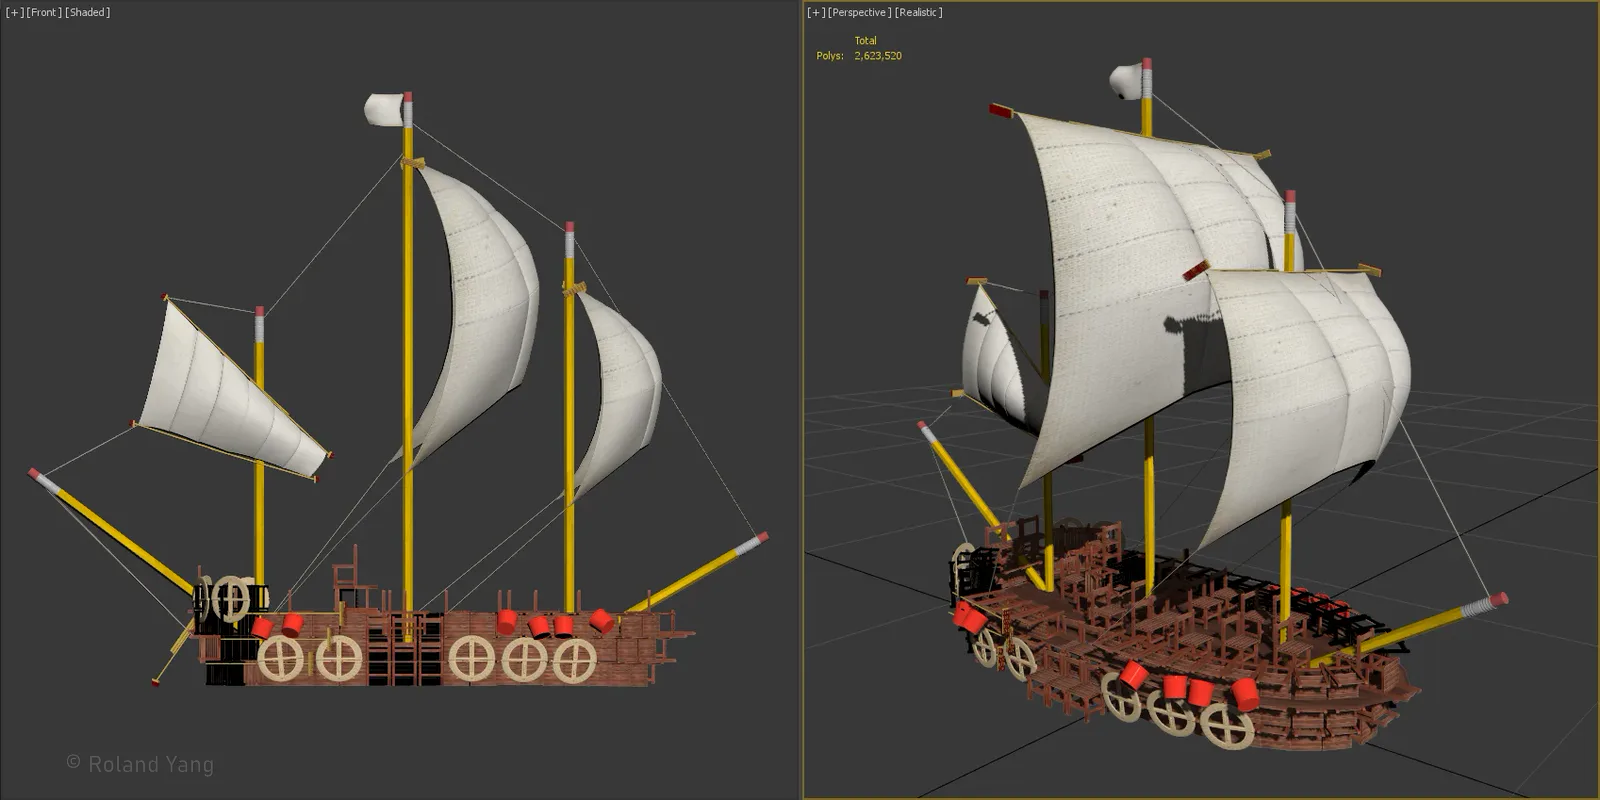 [+] [Front] [Shaded]
[+] [Perspective] [Realistic]
Total
Polys: 2,623,520
© Roland Yang